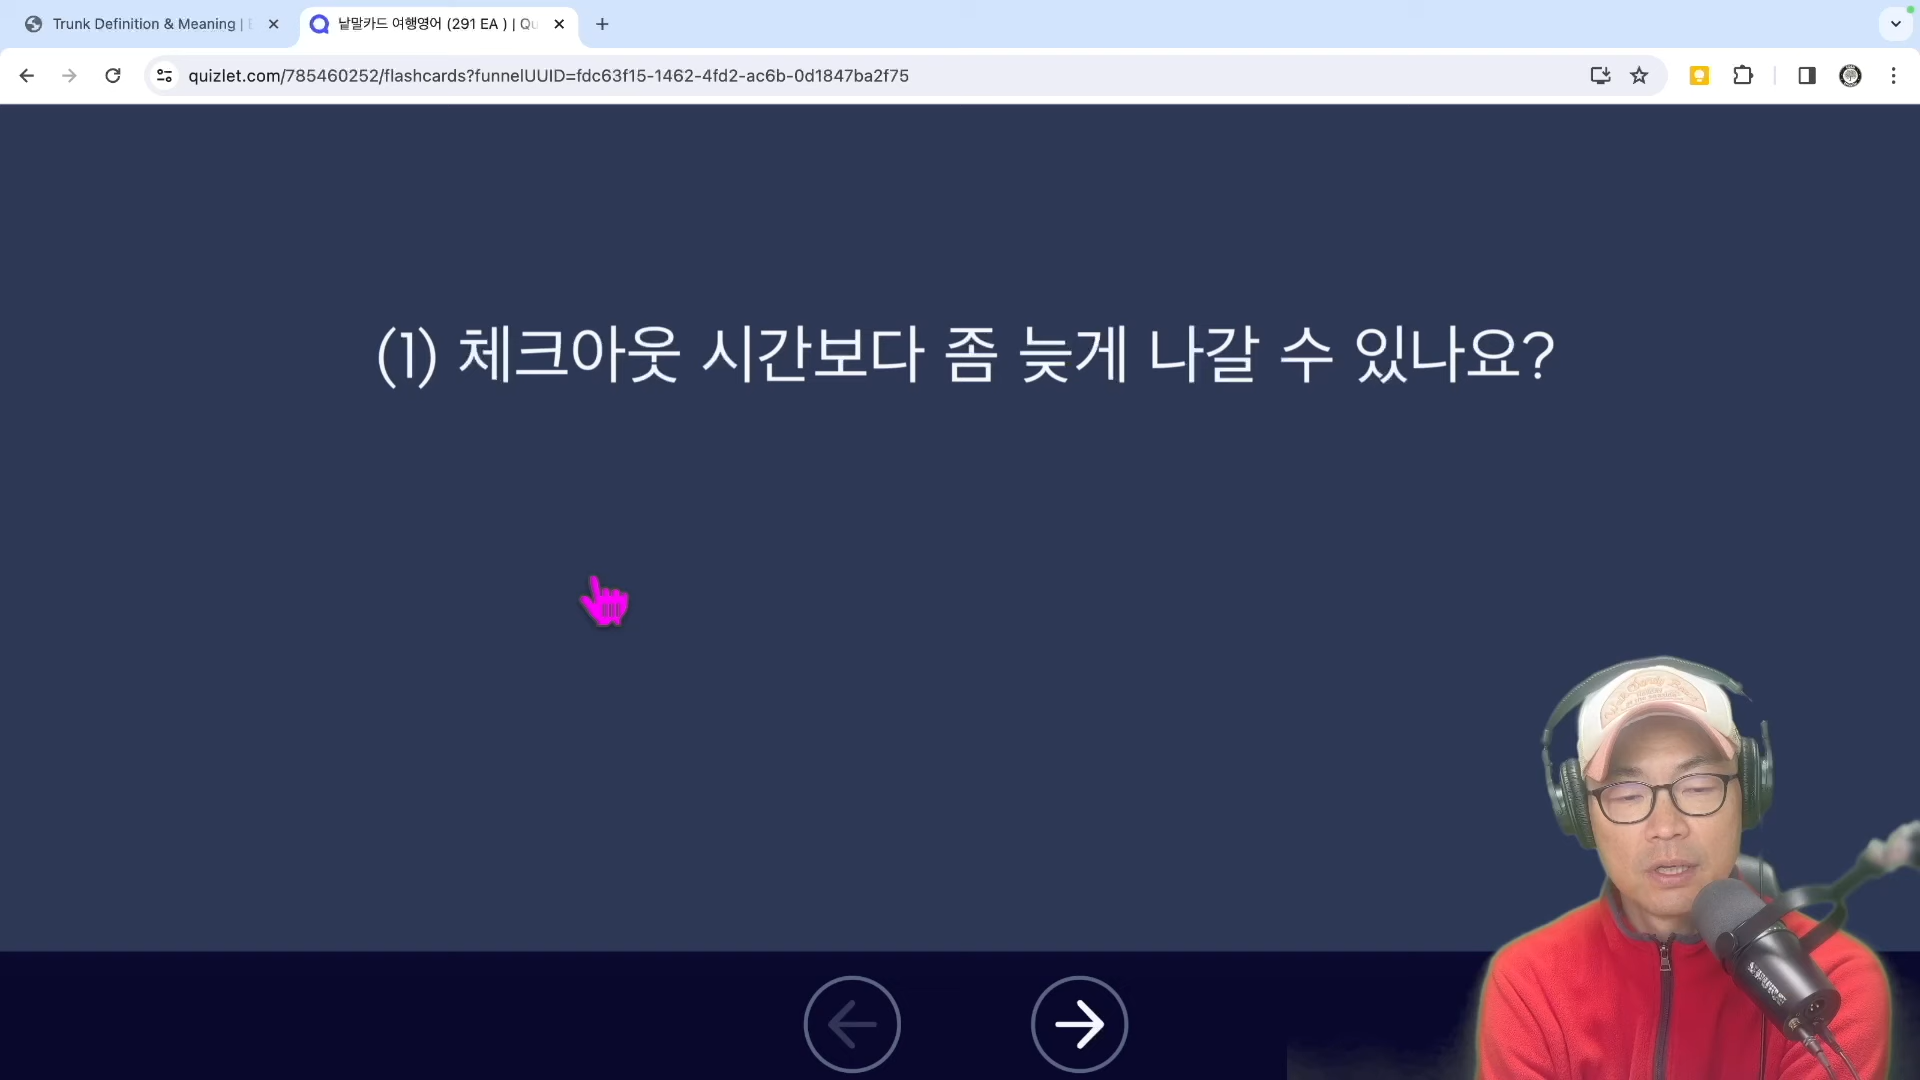 Trunk Definition & Meaning |
낱말카드 여행영어 (291 EA ) | Qu
quizlet.com/785460252/flashcards?funnelUUID=fdc63f15-1462-4fd2-ac6b-0d1847ba2f75
(1) 체크아웃 시간보다 좀 늦게 나갈 수 있나요?